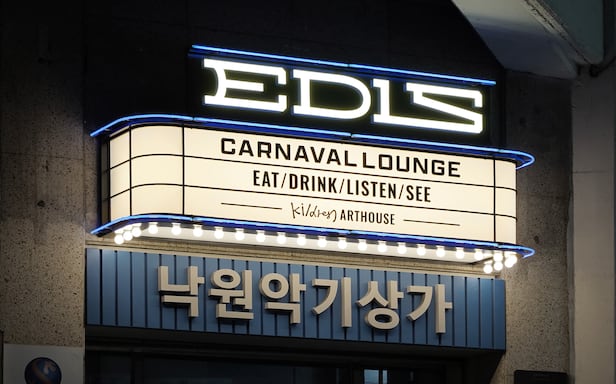 EDIS
CARNAVAL LOUNGE
EAT/DRINK/LISTEN/SEE
ARTHOUSE
낙원악기상가